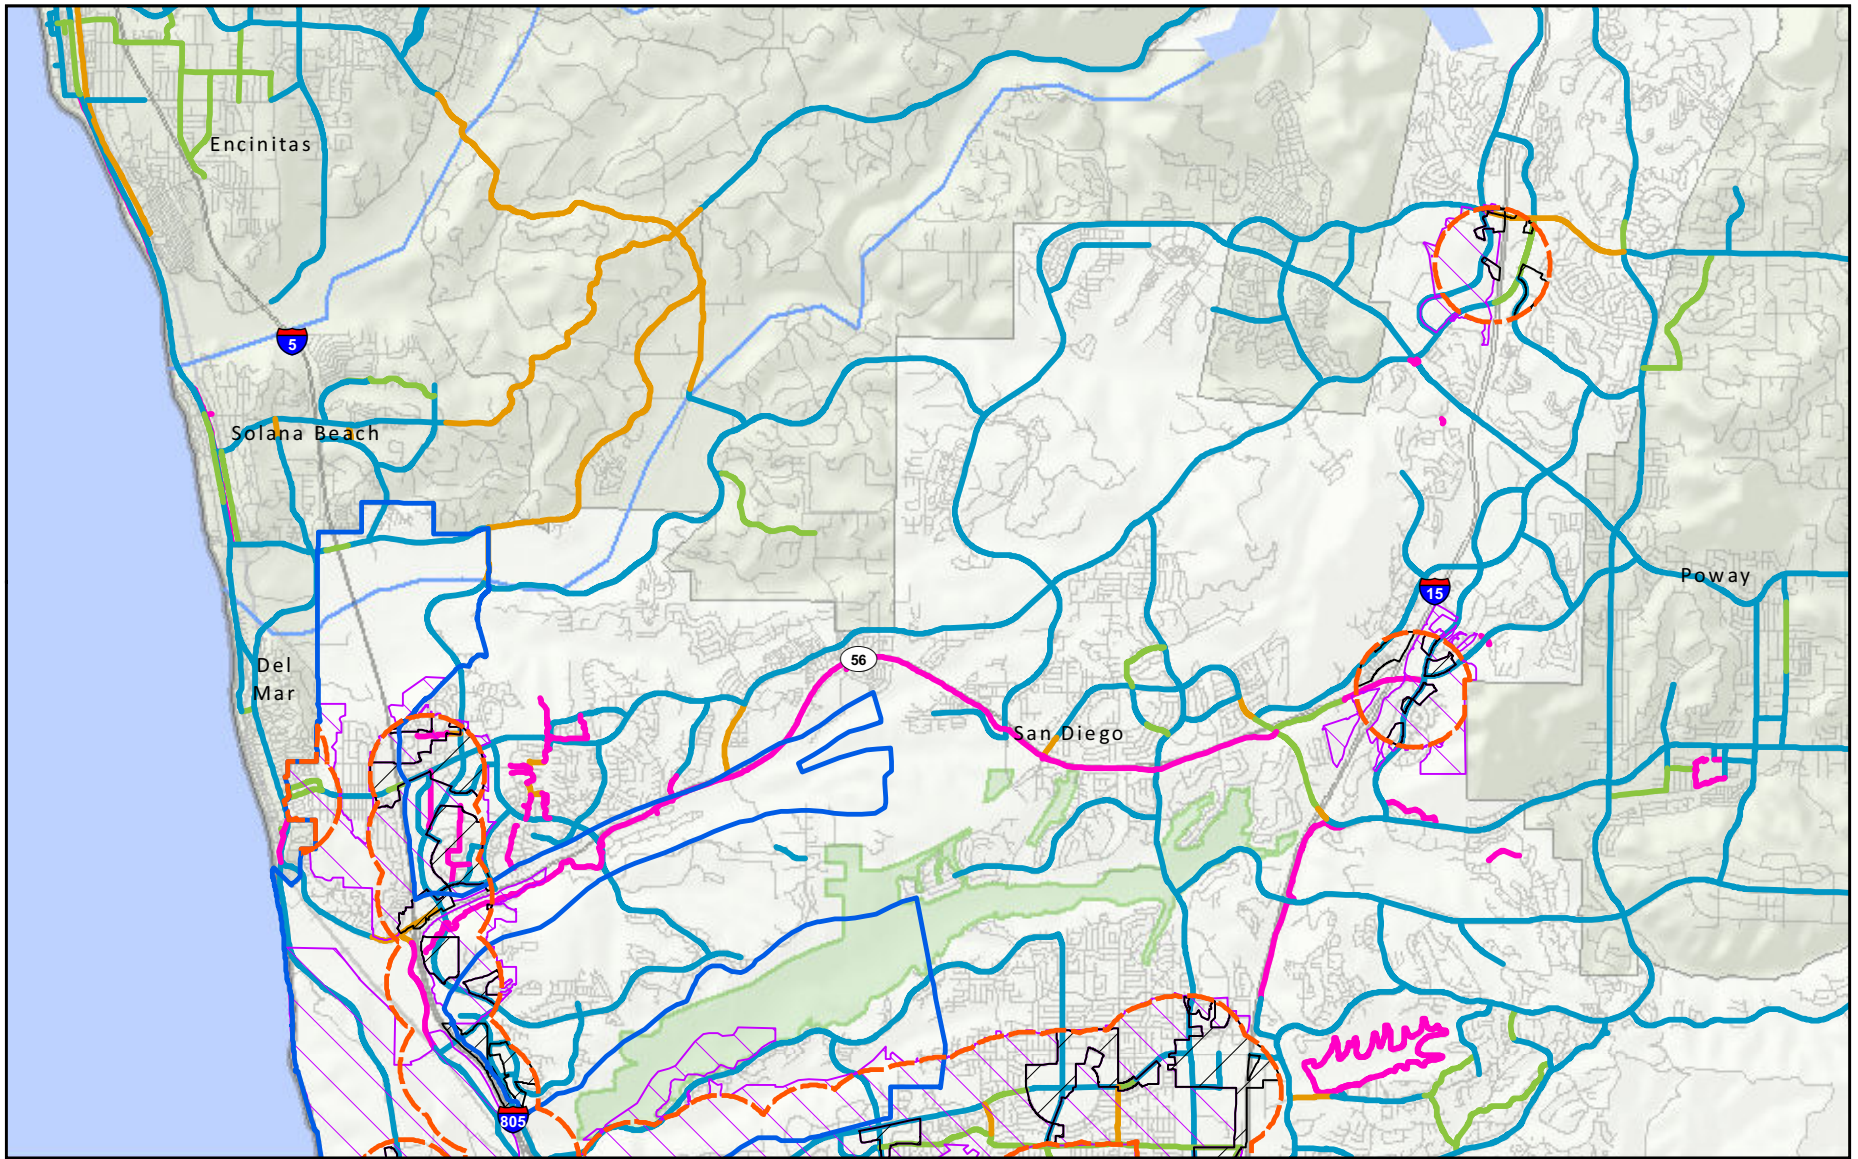 Encinitas
5
Solana Beach
Poway
15
Del
Mar
56
San Diego
805